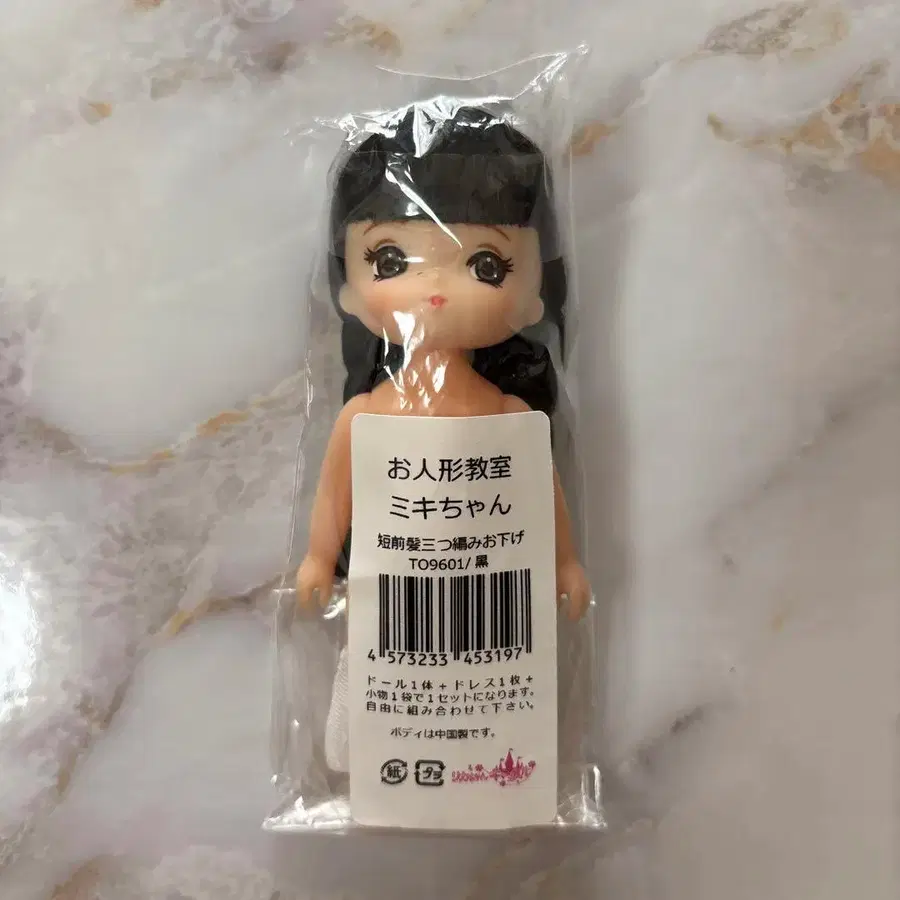 お人形教室
ミキちゃん
短前髪三つ編みお下げ
TO9601/黒
4 573233 453197
ドール1体+ドレス1枚+
小物1袋で1セットになります。
自由に組み合わせて下さい。
ボディは中国製です。
紙 プラ